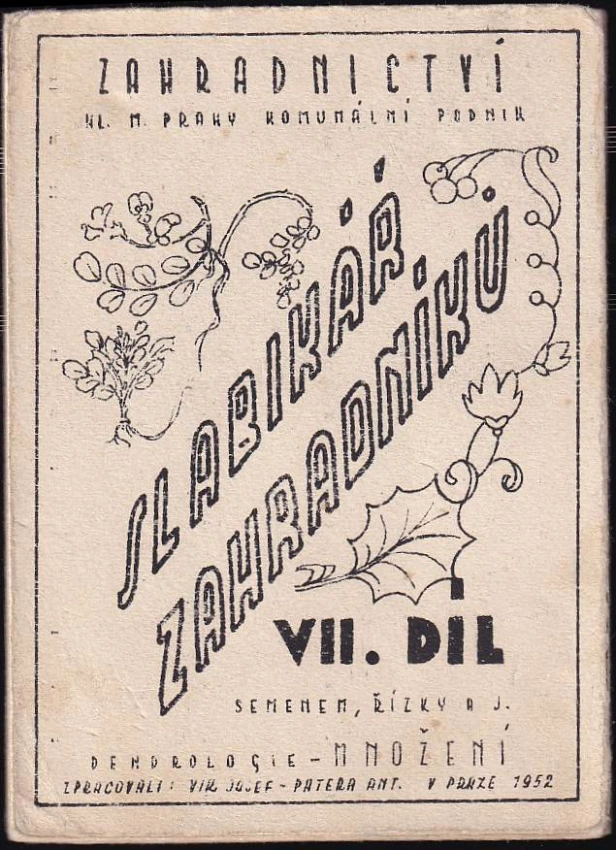 ZAHRADNICTVÍ
HL. M. PRAHY KOMUNÁLNÍ PODNIK
SLABIKÁŘ
ZAHRADNÍKŮ
VII. DÍL
SEMENEM, ŘÍZKY A J.
DENDROLOGIE - MNOŽENÍ
ZPRACOVALI: VIR JOSEF - PATERA ANT. V PRAZE 1952